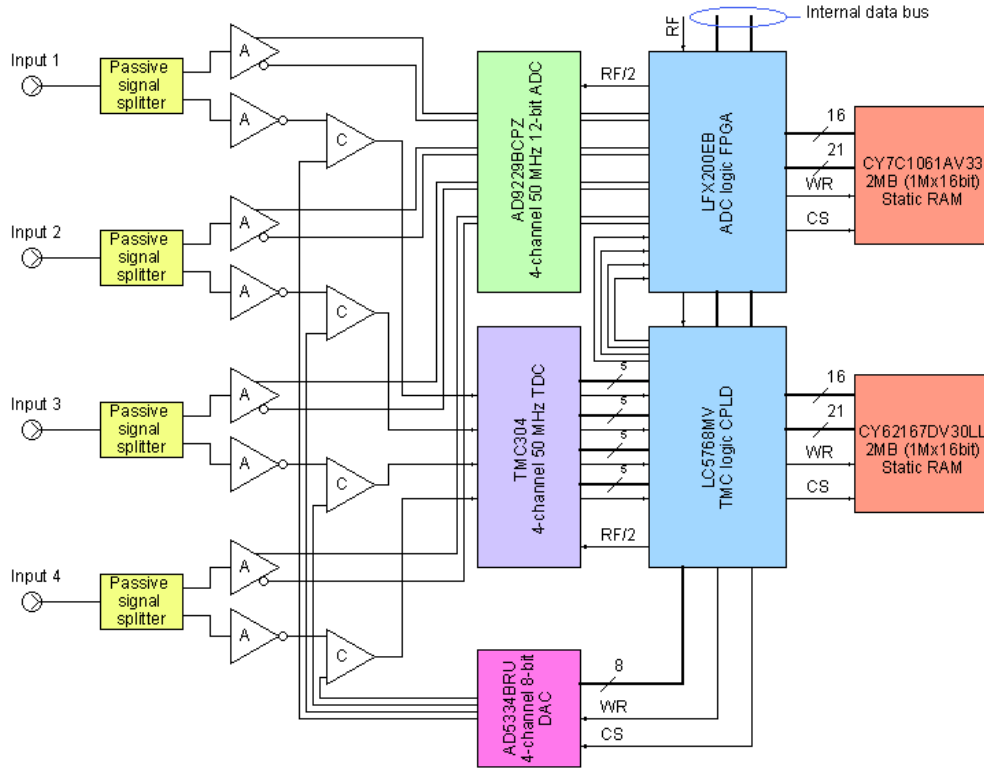 Internal data bus
RF
Input 1
Passive
signal
splitter
A
A
C
AD9229BCPZ
4-channel 50 MHz 12-bit ADC
RF/2
LFX200EB
ADC logic FPGA
16
21
WR
CS
CY7C1061AV33
2MB (1Mx16bit)
Static RAM
Input 2
Passive
signal
splitter
A
A
C
Input 3
Passive
signal
splitter
A
A
C
TMC304
4-channel 50 MHz TDC
5
5
5
5
RF/2
LC5768MV
TMC logic CPLD
16
21
WR
CS
CY62167DV30LL
2MB (1Mx16bit)
Static RAM
Input 4
Passive
signal
splitter
A
A
C
AD5334BRU
4-channel 8-bit
DAC
8
WR
CS